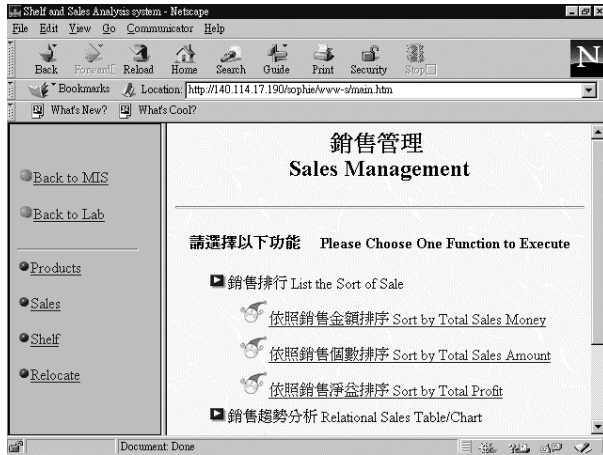 Shelf and Sales Analysis system - Netscape
File Edit View Go Communicator Help
Back Forward Reload Home Search Guide Print Security Stop
N
Bookmarks Location: http://140.114.17.190/sophie/www-s/main.htm
What's New? What's Cool?
Back to MIS
Back to Lab
Products
Sales
Shelf
Relocate
銷售管理
Sales Management
請選擇以下功能 Please Choose One Function to Execute
銷售排行 List the Sort of Sale
依照銷售金額排序 Sort by Total Sales Money
依照銷售個數排序 Sort by Total Sales Amount
依照銷售淨益排序 Sort by Total Profit
銷售趨勢分析 Relational Sales Table/Chart
Document: Done